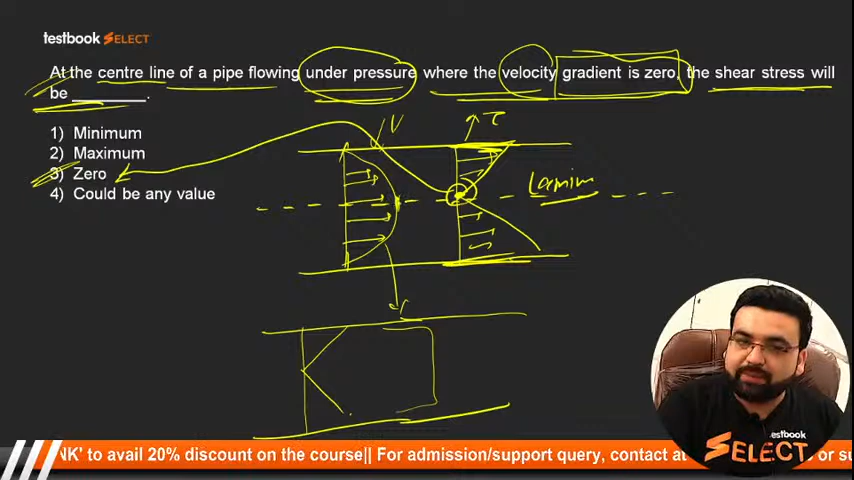 testbook SELECT
At the centre line of a pipe flowing under pressure where the velocity gradient is zero, the shear stress will
be __________.
1) Minimum
2) Maximum
3) Zero
4) Could be any value
V
τ
testbook
SELECT
NK' to avail 20% discount on the course|| For admission/support query, contact at